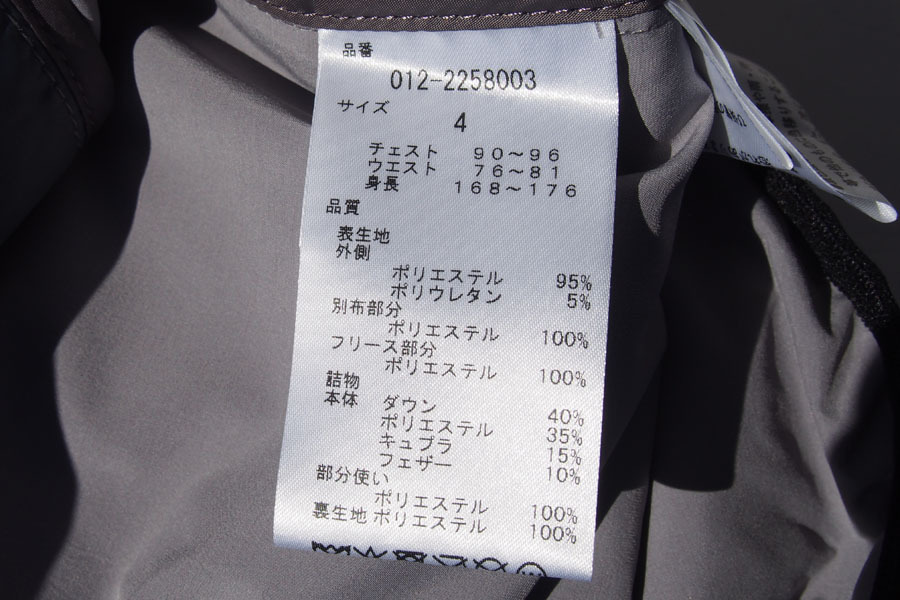 品番
012-2258003
サイズ
4
チェスト 90～96
ウエスト 76～81
身長 168～176
品質
表生地
外側
ポリエステル 95%
ポリウレタン 5%
別布部分
ポリエステル 100%
フリース部分
ポリエステル 100%
詰物
本体 ダウン 40%
ポリエステル 35%
キュプラ 15%
フェザー 10%
部分使い
ポリエステル 100%
裏生地 ポリエステル 100%